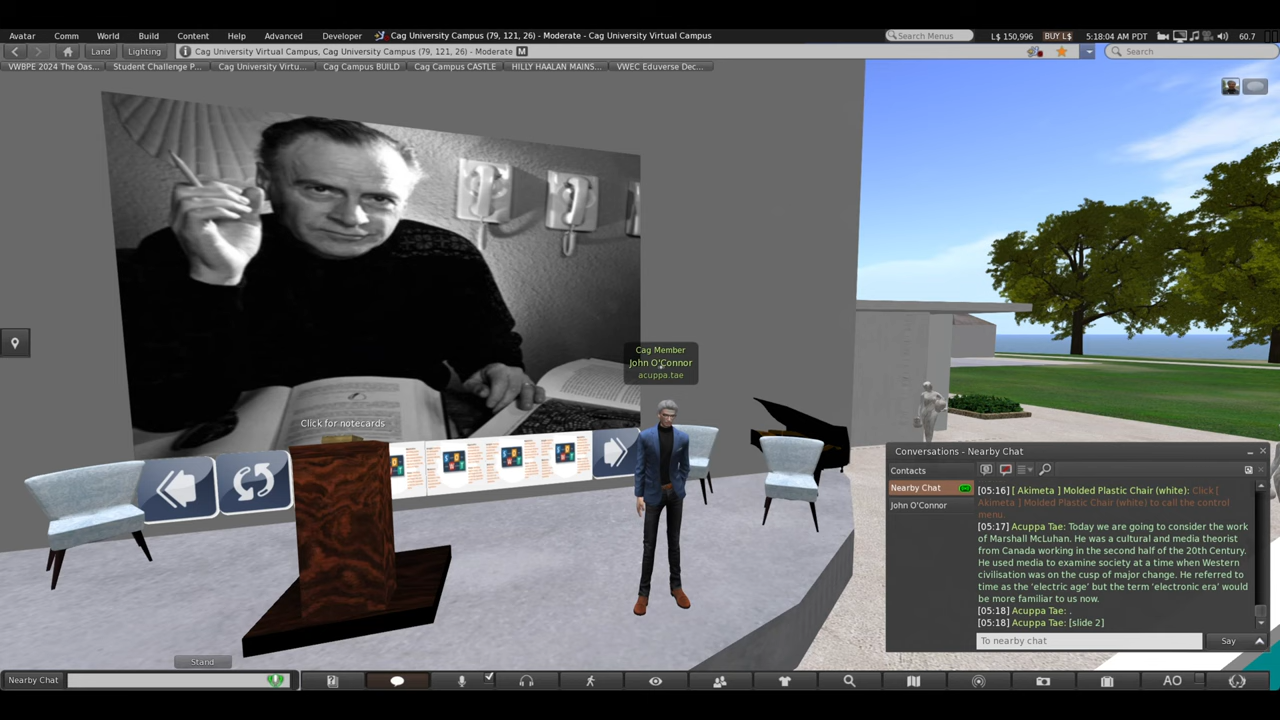 Avatar Comm World Build Content Help Advanced Developer Cag University Campus (79, 121, 26) - Moderate - Cag University Virtual Campus Search Menus L$ 150,996 BUY L$ 5:18:04 AM PDT 60.7
Land Lighting Cag University Virtual Campus, Cag University Campus (79, 121, 26) - Moderate M Search
VWBPE 2024 The Oas... Student Challenge P... Cag University Virtu... Cag Campus BUILD Cag Campus CASTLE HILLY HAALAN MAINS... VWEC Eduverse Dec...
Cag Member
John O'Connor
acuppa.tae
Click for notecards
Conversations - Nearby Chat
Contacts
Nearby Chat
John O'Connor
[05:16] [ Akimeta ] Molded Plastic Chair (white): Click [
Akimeta ] Molded Plastic Chair (white) to call the control
menu.
[05:17] Acuppa Tae: Today we are going to consider the work
of Marshall McLuhan. He was a cultural and media theorist
from Canada working in the second half of the 20th Century.
He used media to examine society at a time when Western
civilisation was on the cusp of major change. He referred to
time as the 'electric age' but the term 'electronic era' would
be more familiar to us now.
[05:18] Acuppa Tae: .
[05:18] Acuppa Tae: [slide 2]
To nearby chat Say
Stand
Nearby Chat AO